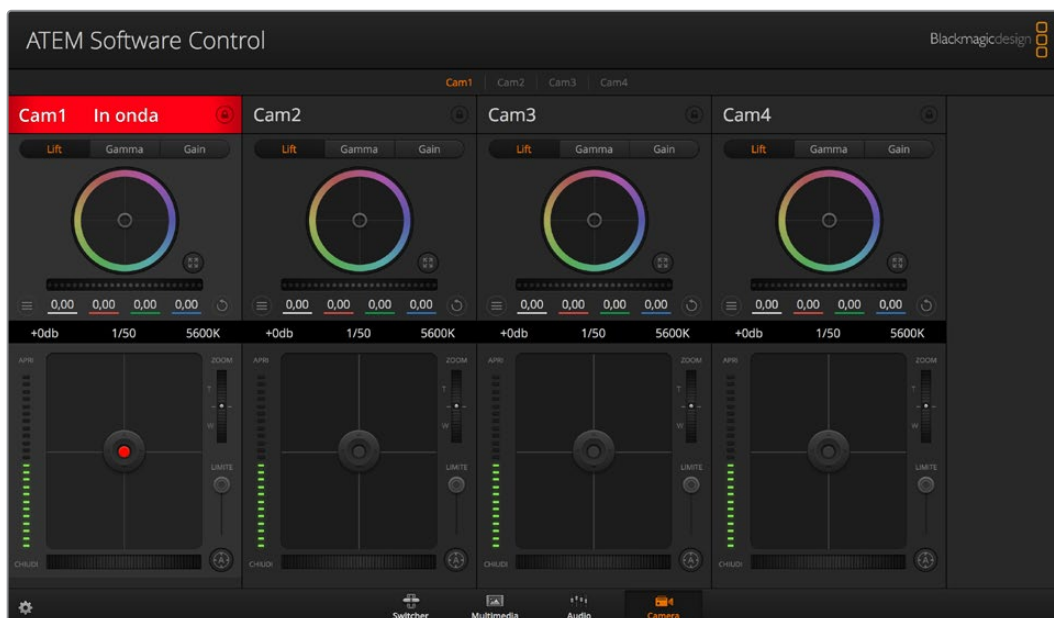 ATEM Software Control
Blackmagicdesign
Cam1 Cam2 Cam3 Cam4
Cam1 In onda Cam2 Cam3 Cam4
Lift Gamma Gain Lift Gamma Gain Lift Gamma Gain Lift Gamma Gain
0,00 0,00 0,00 0,00 0,00 0,00 0,00 0,00 0,00 0,00 0,00 0,00 0,00 0,00 0,00 0,00
+0db 1/50 5600K +0db 1/50 5600K +0db 1/50 5600K +0db 1/50 5600K
APRI ZOOM APRI ZOOM APRI ZOOM APRI ZOOM
T T T T
W W W W
LIMITE LIMITE LIMITE LIMITE
A A A A
CHIUDI CHIUDI CHIUDI CHIUDI
Switcher Multimedia Audio Camera